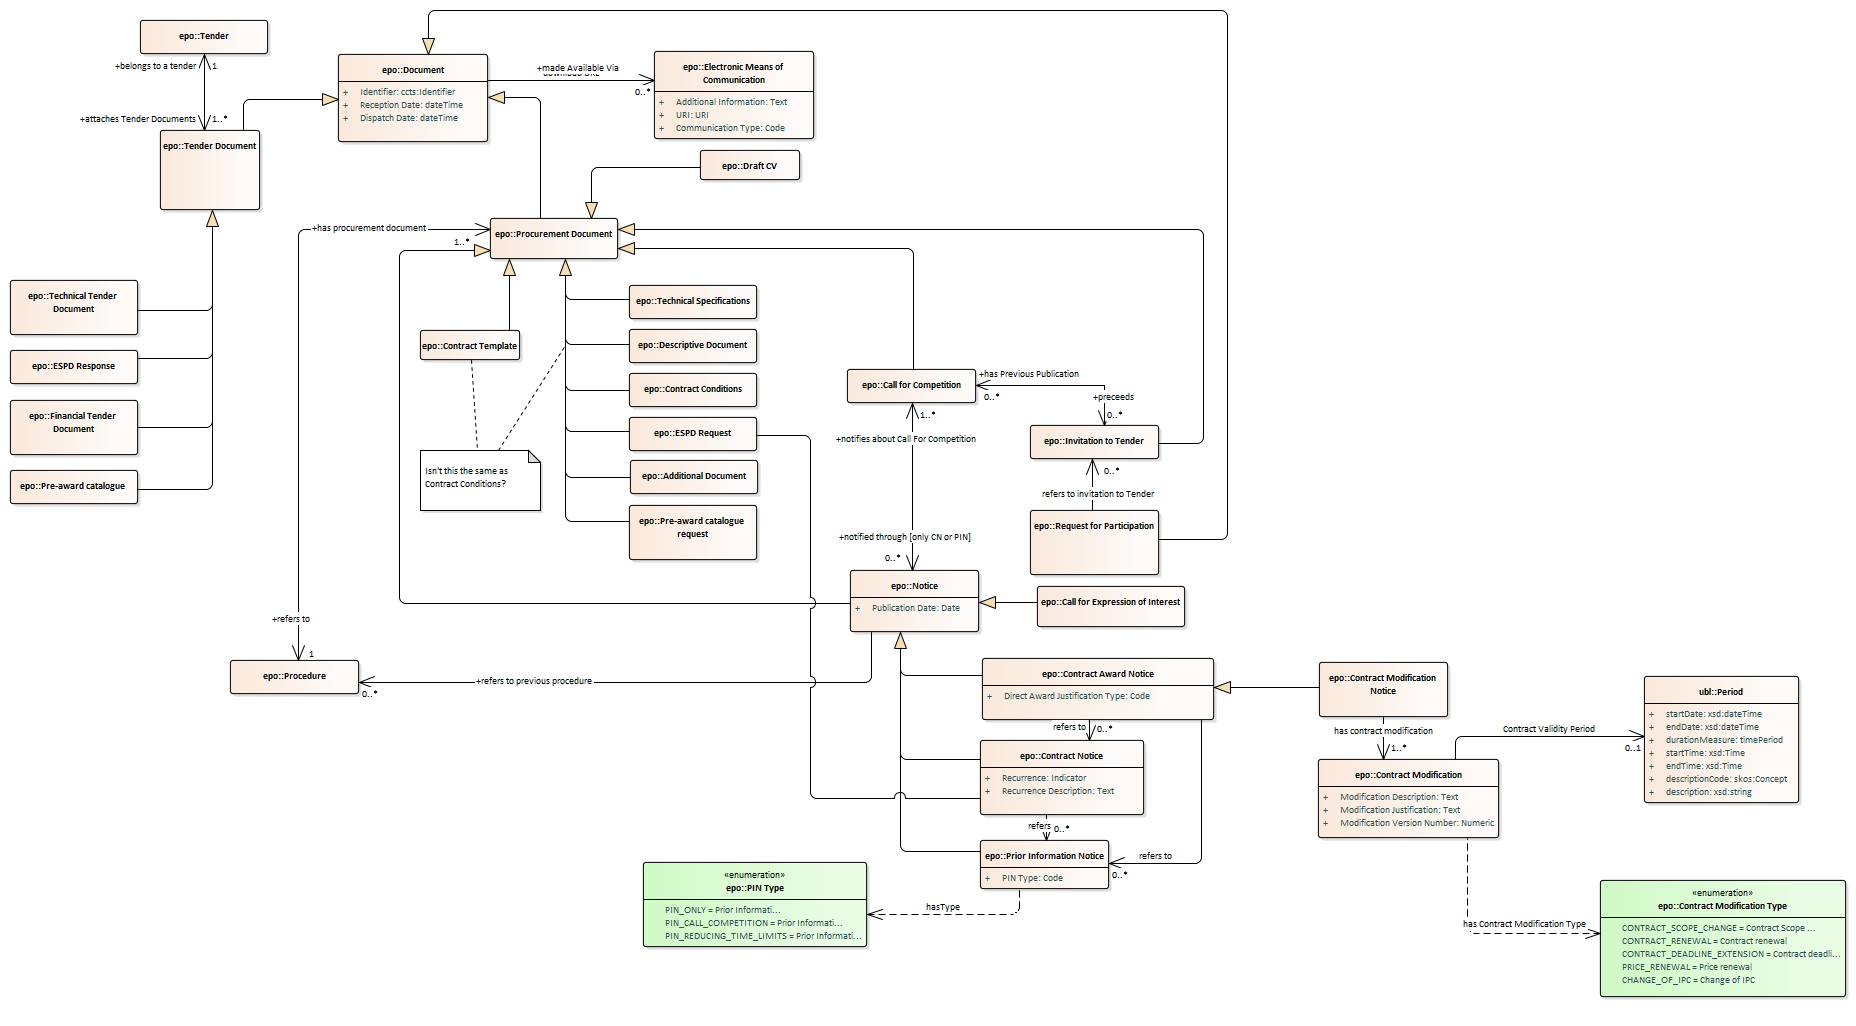 epo::Tender
+belongs to a tender
1
+attaches Tender Documents
1..*
epo::Tender Document
epo::Document
+ Identifier: ccts:Identifier
+ Reception Date: dateTime
+ Dispatch Date: dateTime
+made Available Via
0..*
epo::Electronic Means of
Communication
+ Additional Information: Text
+ URI: URI
+ Communication Type: Code
epo::Draft CV
+has procurement document
1..*
epo::Procurement Document
epo::Technical Tender
Document
epo::ESPD Response
epo::Financial Tender
Document
epo::Pre-award catalogue
epo::Contract Template
Isn't this the same as
Contract Conditions?
epo::Technical Specifications
epo::Descriptive Document
epo::Contract Conditions
epo::ESPD Request
epo::Additional Document
epo::Pre-award catalogue
request
epo::Call for Competition
+has Previous Publication
0..*
+preceeds
0..*
1..*
+notifies about Call For Competition
epo::Invitation to Tender
0..*
refers to invitation to Tender
epo::Request for Participation
+notified through [only CN or PIN]
0..*
epo::Notice
+ Publication Date: Date
epo::Call for Expression of Interest
+refers to
1
epo::Procedure
0..*
+refers to previous procedure
epo::Contract Award Notice
+ Direct Award Justification Type: Code
refers to
0..*
epo::Contract Notice
+ Recurrence: Indicator
+ Recurrence Description: Text
refers
0..*
epo::Prior Information Notice
+ PIN Type: Code
refers to
0..*
hasType
«enumeration»
epo::PIN Type
PIN_ONLY = Prior Informati...
PIN_CALL_COMPETITION = Prior Informati...
PIN_REDUCING_TIME_LIMITS = Prior Informati...
epo::Contract Modification
Notice
has contract modification
1..*
epo::Contract Modification
+ Modification Description: Text
+ Modification Justification: Text
+ Modification Version Number: Numeric
Contract Validity Period
0..1
ubl::Period
+ startDate: xsd:dateTime
+ endDate: xsd:dateTime
+ durationMeasure: timePeriod
+ startTime: xsd:Time
+ endTime: xsd:Time
+ descriptionCode: skos:Concept
+ description: xsd:string
has Contract Modification Type
«enumeration»
epo::Contract Modification Type
CONTRACT_SCOPE_CHANGE = Contract Scope ...
CONTRACT_RENEWAL = Contract renewal
CONTRACT_DEADLINE_EXTENSION = Contract deadli...
PRICE_RENEWAL = Price renewal
CHANGE_OF_IPC = Change of IPC